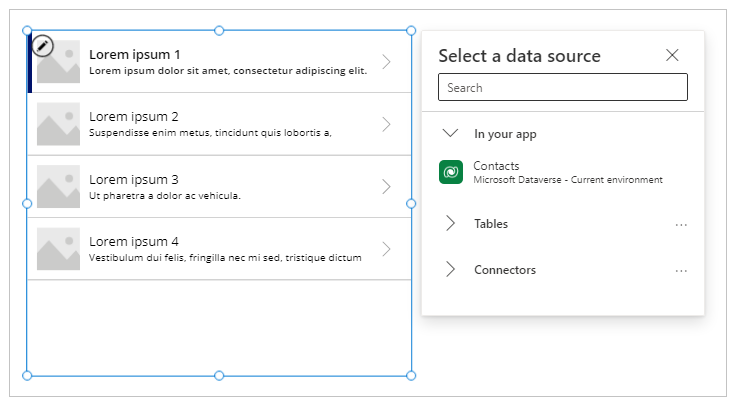 Lorem ipsum 1
Lorem ipsum dolor sit amet, consectetur adipiscing elit.
Lorem ipsum 2
Suspendisse enim metus, tincidunt quis lobortis a,
Lorem ipsum 3
Ut pharetra a dolor ac vehicula.
Lorem ipsum 4
Vestibulum dui felis, fringilla nec mi sed, tristique dictum
Select a data source
Search
In your app
Contacts
Microsoft Dataverse - Current environment
Tables
...
Connectors
...